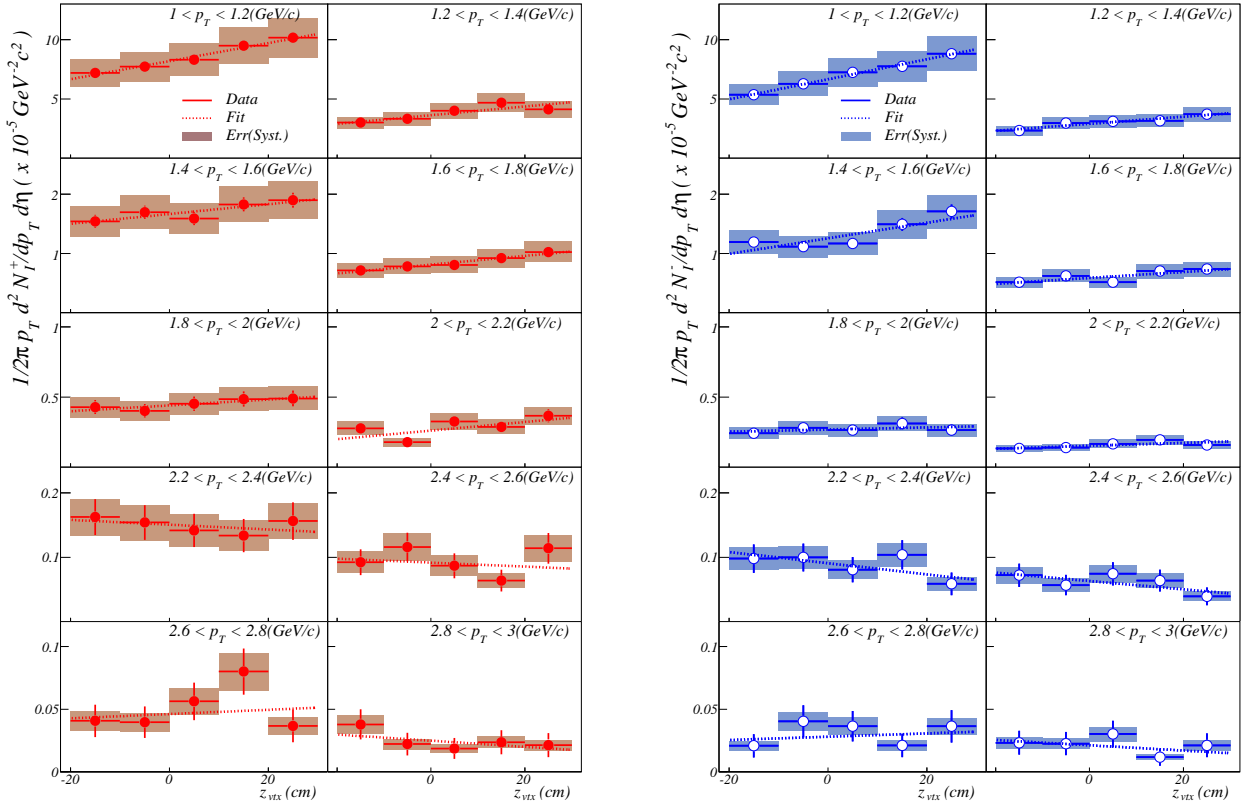 1/2π p_T d² N_I⁺/dp_T dη ( x 10⁻⁵ GeV⁻²c²)
1 < p_T < 1.2(GeV/c)
1.2 < p_T < 1.4(GeV/c)
10
5
Data
Fit
Err(Syst.)
1.4 < p_T < 1.6(GeV/c)
1.6 < p_T < 1.8(GeV/c)
2
1
1.8 < p_T < 2(GeV/c)
2 < p_T < 2.2(GeV/c)
1
0.5
2.2 < p_T < 2.4(GeV/c)
2.4 < p_T < 2.6(GeV/c)
0.2
0.1
2.6 < p_T < 2.8(GeV/c)
2.8 < p_T < 3(GeV/c)
0.1
0.05
0
-20 0 20 0 20
z_vtx (cm) z_vtx (cm)
1/2π p_T d² N_I⁻/dp_T dη ( x 10⁻⁵ GeV⁻²c²)
1 < p_T < 1.2(GeV/c)
1.2 < p_T < 1.4(GeV/c)
10
5
Data
Fit
Err(Syst.)
1.4 < p_T < 1.6(GeV/c)
1.6 < p_T < 1.8(GeV/c)
2
1
1.8 < p_T < 2(GeV/c)
2 < p_T < 2.2(GeV/c)
1
0.5
2.2 < p_T < 2.4(GeV/c)
2.4 < p_T < 2.6(GeV/c)
0.2
0.1
2.6 < p_T < 2.8(GeV/c)
2.8 < p_T < 3(GeV/c)
0.1
0.05
0
-20 0 20 0 20
z_vtx (cm) z_vtx (cm)